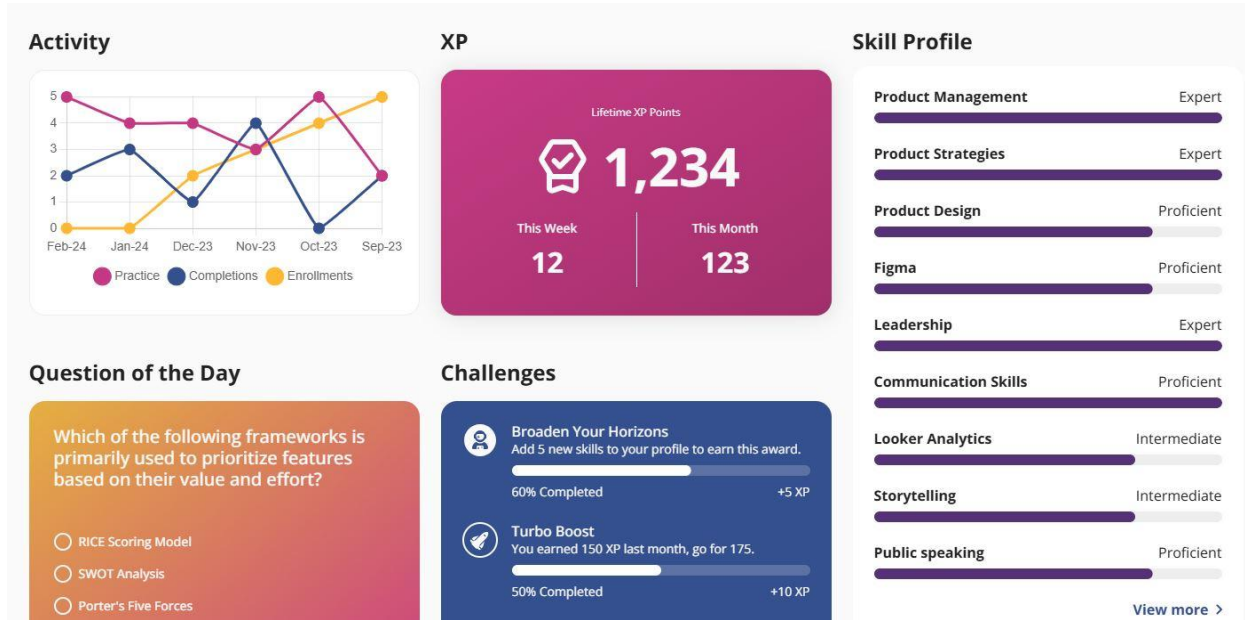 Activity
5
4
3
2
1
0
Feb-24 Jan-24 Dec-23 Nov-23 Oct-23 Sep-23
Practice Completions Enrollments
XP
Lifetime XP Points
1,234
This Week This Month
12 123
Skill Profile
Product Management Expert
Product Strategies Expert
Product Design Proficient
Figma Proficient
Leadership Expert
Communication Skills Proficient
Looker Analytics Intermediate
Storytelling Intermediate
Public speaking Proficient
View more >
Question of the Day
Which of the following frameworks is
primarily used to prioritize features
based on their value and effort?
RICE Scoring Model
SWOT Analysis
Porter's Five Forces
Challenges
Broaden Your Horizons
Add 5 new skills to your profile to earn this award.
60% Completed +5 XP
Turbo Boost
You earned 150 XP last month, go for 175.
50% Completed +10 XP